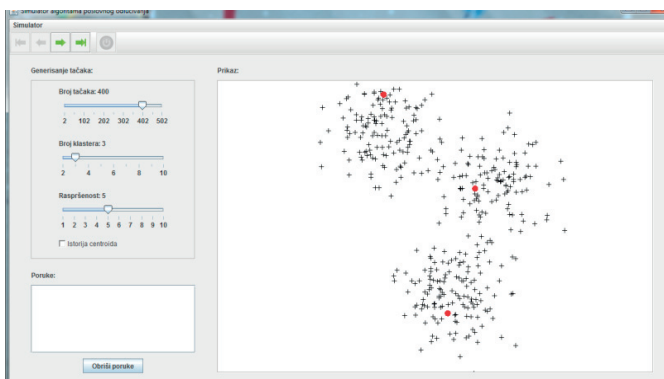 Simulator algoritama
Simulator
Generisanje tačaka:
Prikaz:
Broj tačaka: 400
2 102 202 302 402 502
Broj klastera: 3
2 4 6 8 10
Raspršenost: 5
1 2 3 4 5 6 7 8 9 10
Istorija centroida
Poruke:
Obriši poruke